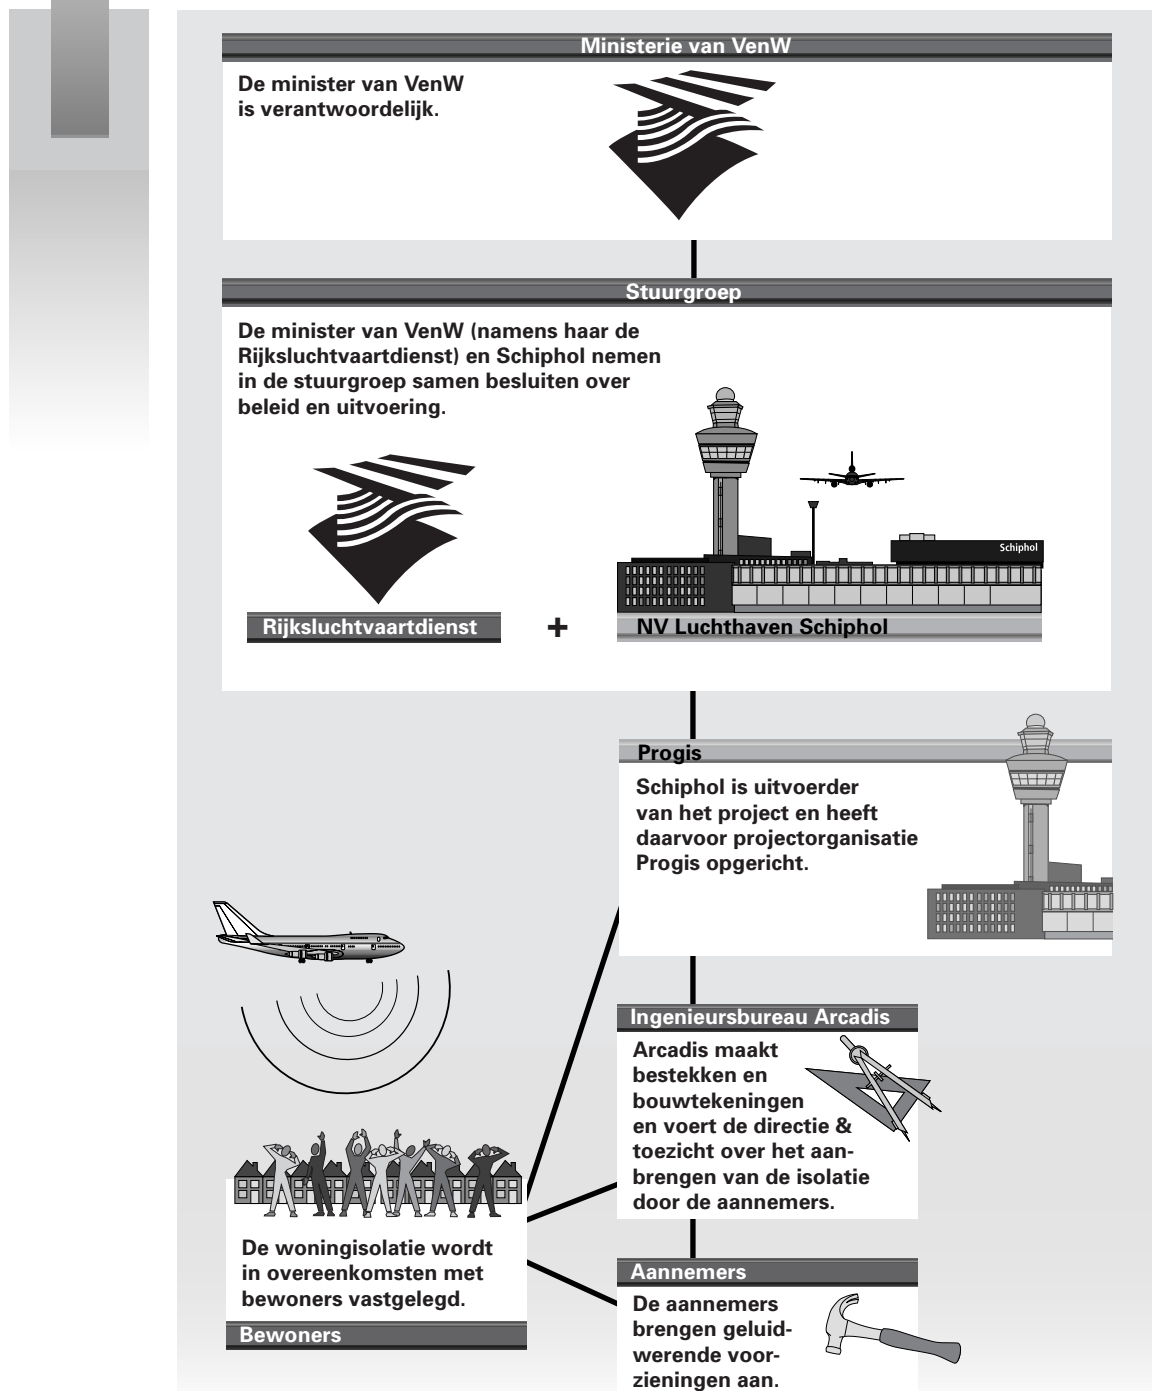 Ministerie van VenW
De minister van VenW
is verantwoordelijk.
Stuurgroep
De minister van VenW (namens haar de
Rijksluchtvaartdienst) en Schiphol nemen
in de stuurgroep samen besluiten over
beleid en uitvoering.
Schiphol
Rijksluchtvaartdienst
+
NV Luchthaven Schiphol
Progis
Schiphol is uitvoerder
van het project en heeft
daarvoor projectorganisatie
Progis opgericht.
Ingenieursbureau Arcadis
Arcadis maakt
bestekken en
bouwtekeningen
en voert de directie &
toezicht over het aan-
brengen van de isolatie
door de aannemers.
De woningisolatie wordt
in overeenkomsten met
bewoners vastgelegd.
Bewoners
Aannemers
De aannemers
brengen geluid-
werende voor-
zieningen aan.